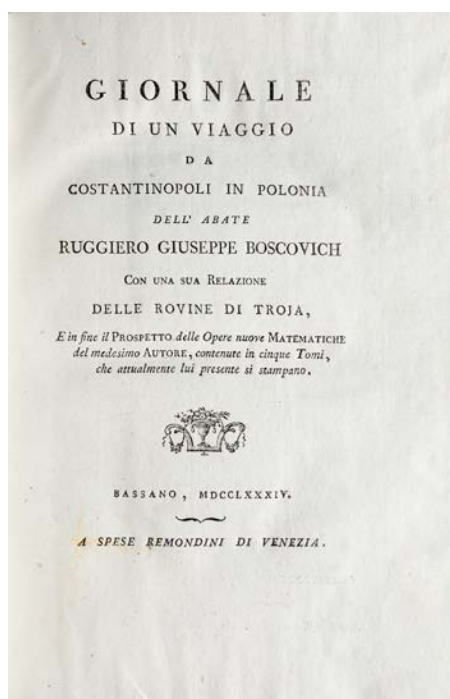 GIORNALE
DI UN VIAGGIO
DA
COSTANTINOPOLI IN POLONIA
DELL' ABATE
RUGGIERO GIUSEPPE BOSCOVICH
CON UNA SUA RELAZIONE
DELLE ROVINE DI TROJA,
E in fine il PROSPETTO delle Opere nuove MATEMATICHE
del medesimo AUTORE, contenute in cinque Tomi,
che attualmente lui presente si stampano.
BASSANO, MDCCLXXXIV.
A SPESE REMONDINI DI VENEZIA.